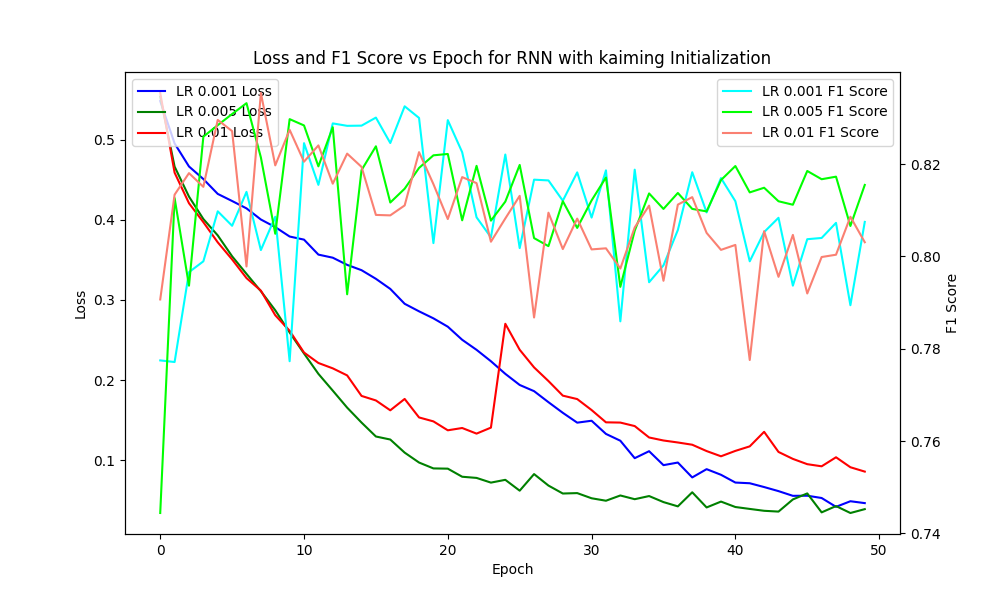 Loss and F1 Score vs Epoch for RNN with kaiming Initialization
LR 0.001 Loss
LR 0.005 Loss
LR 0.01 Loss
LR 0.001 F1 Score
LR 0.005 F1 Score
LR 0.01 F1 Score
0.5
0.4
0.3
0.2
0.1
Loss
0.82
0.80
0.78
0.76
0.74
F1 Score
0
10
20
30
40
50
Epoch